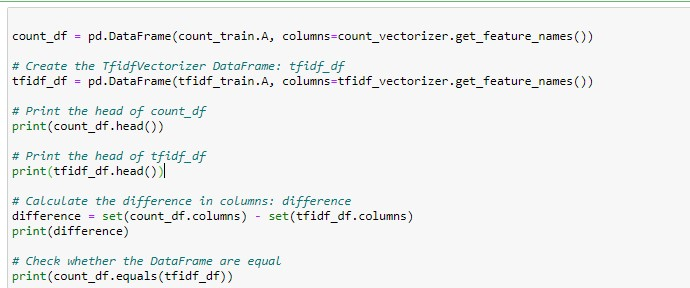 count_df = pd.DataFrame(count_train.A, columns=count_vectorizer.get_feature_names())
# Create the TfidfVectorizer DataFrame: tfidf_df
tfidf_df = pd.DataFrame(tfidf_train.A, columns=tfidf_vectorizer.get_feature_names())
# Print the head of count_df
print(count_df.head())
# Print the head of tfidf_df
print(tfidf_df.head())
# Calculate the difference in columns: difference
difference = set(count_df.columns) - set(tfidf_df.columns)
print(difference)
# Check whether the DataFrame are equal
print(count_df.equals(tfidf_df))